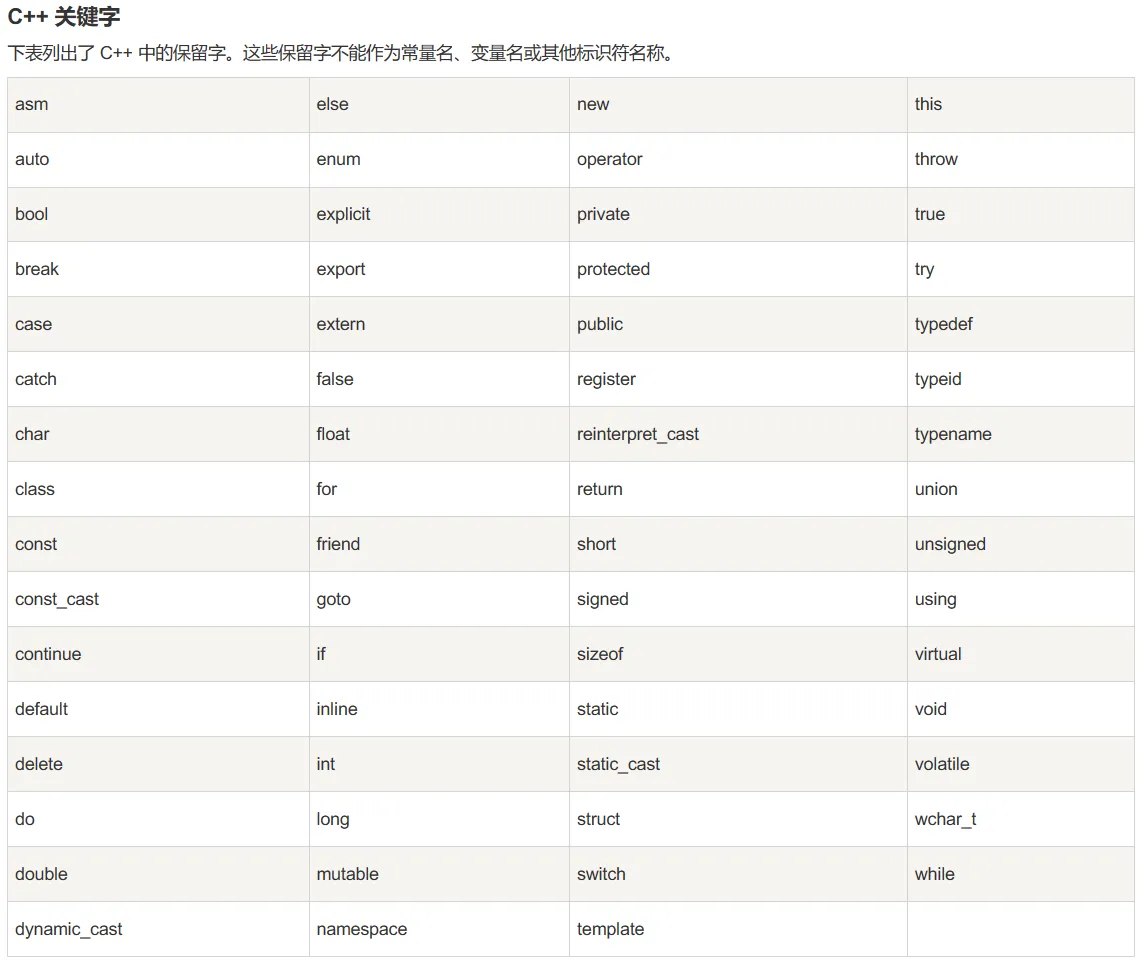 C++ 关键字
下表列出了 C++ 中的保留字。这些保留字不能作为常量名、变量名或其他标识符名称。
asm else new this
auto enum operator throw
bool explicit private true
break export protected try
case extern public typedef
catch false register typeid
char float reinterpret_cast typename
class for return union
const friend short unsigned
const_cast goto signed using
continue if sizeof virtual
default inline static void
delete int static_cast volatile
do long struct wchar_t
double mutable switch while
dynamic_cast namespace template